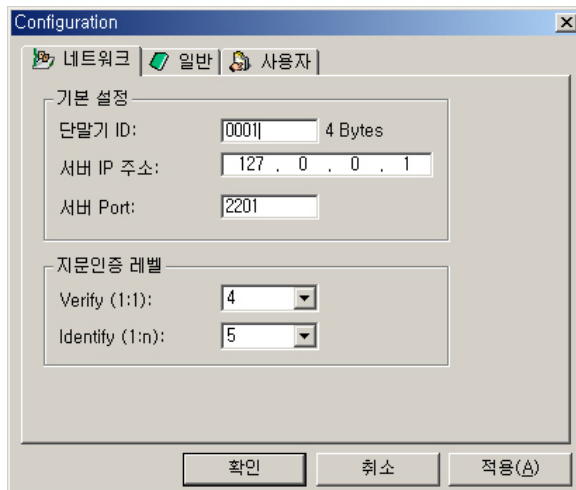 Configuration
네트워크 일반 사용자
기본 설정
단말기 ID: 0001 4 Bytes
서버 IP 주소: 127 . 0 . 0 . 1
서버 Port: 2201
지문인증 레벨
Verify (1:1): 4
Identify (1:n): 5
확인 취소 적용(A)